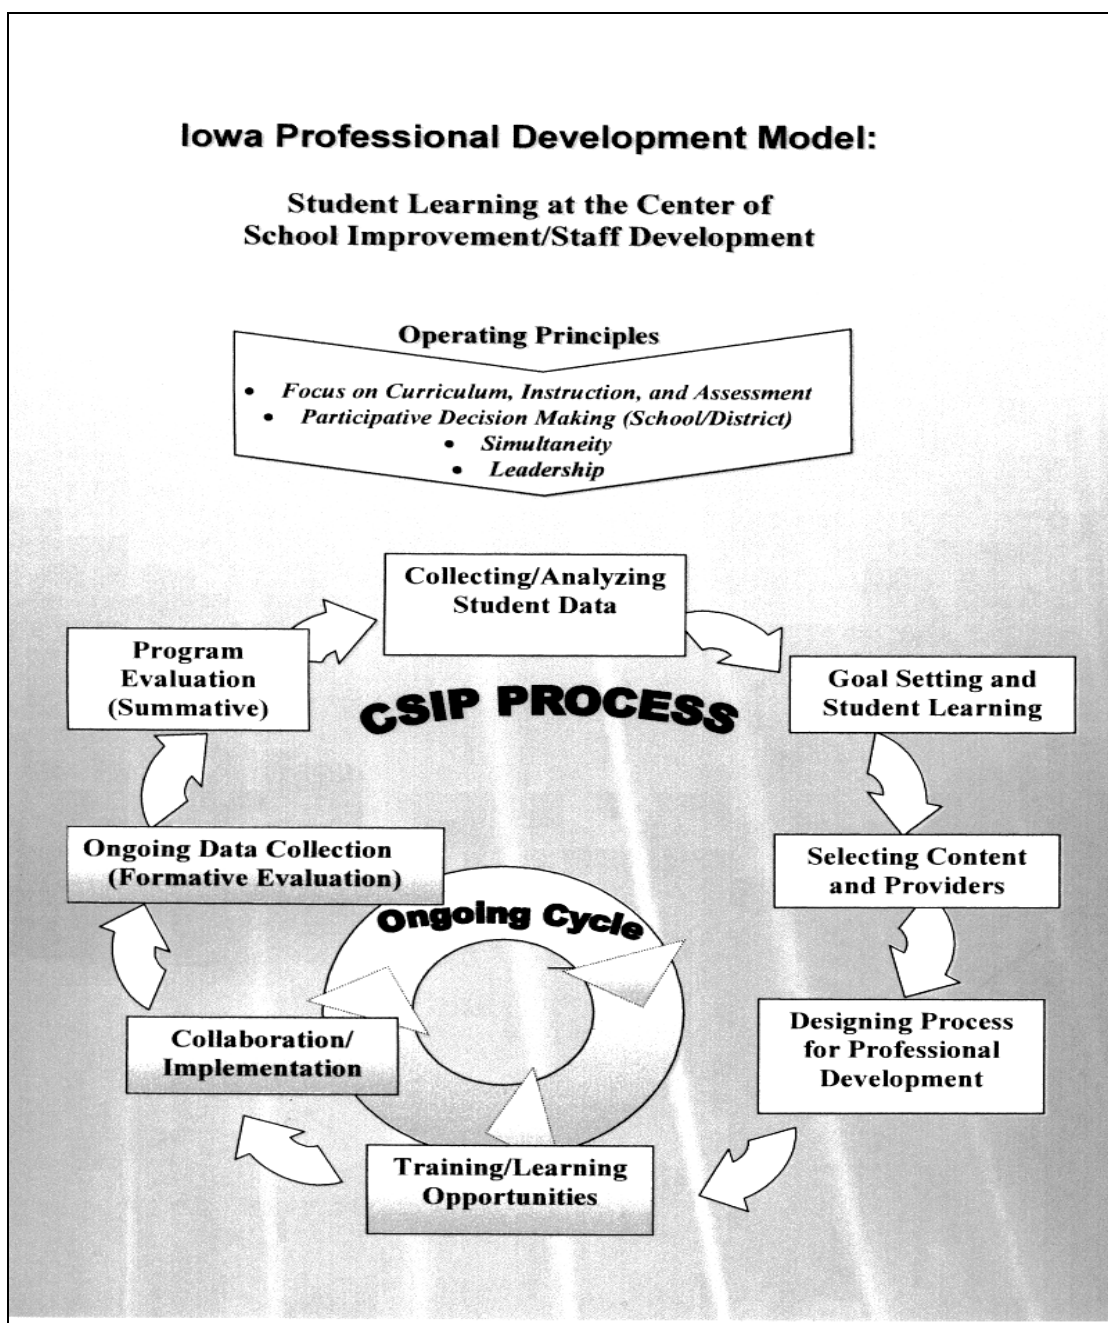 Iowa Professional Development Model:
Student Learning at the Center of
School Improvement/Staff Development
Operating Principles
• Focus on Curriculum, Instruction, and Assessment
• Participative Decision Making (School/District)
• Simultaneity
• Leadership
Collecting/Analyzing
Student Data
Program
Evaluation
(Summative)
CSIP PROCESS
Goal Setting and
Student Learning
Ongoing Data Collection
(Formative Evaluation)
Selecting Content
and Providers
Ongoing Cycle
Collaboration/
Implementation
Designing Process
for Professional
Development
Training/Learning
Opportunities